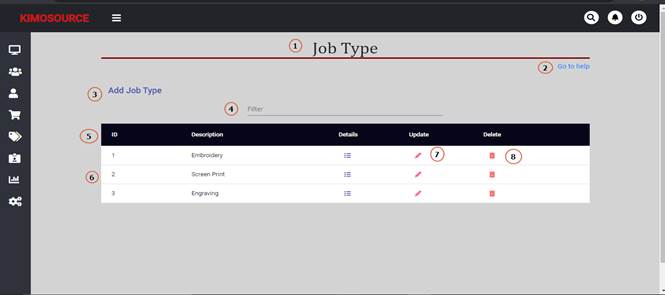 KIMOSOURCE
1 Job Type
2 Go to help
3 Add Job Type
4 Filter
5 ID Description Details Update Delete
1 Embroidery 7 8
6 2 Screen Print
3 Engraving